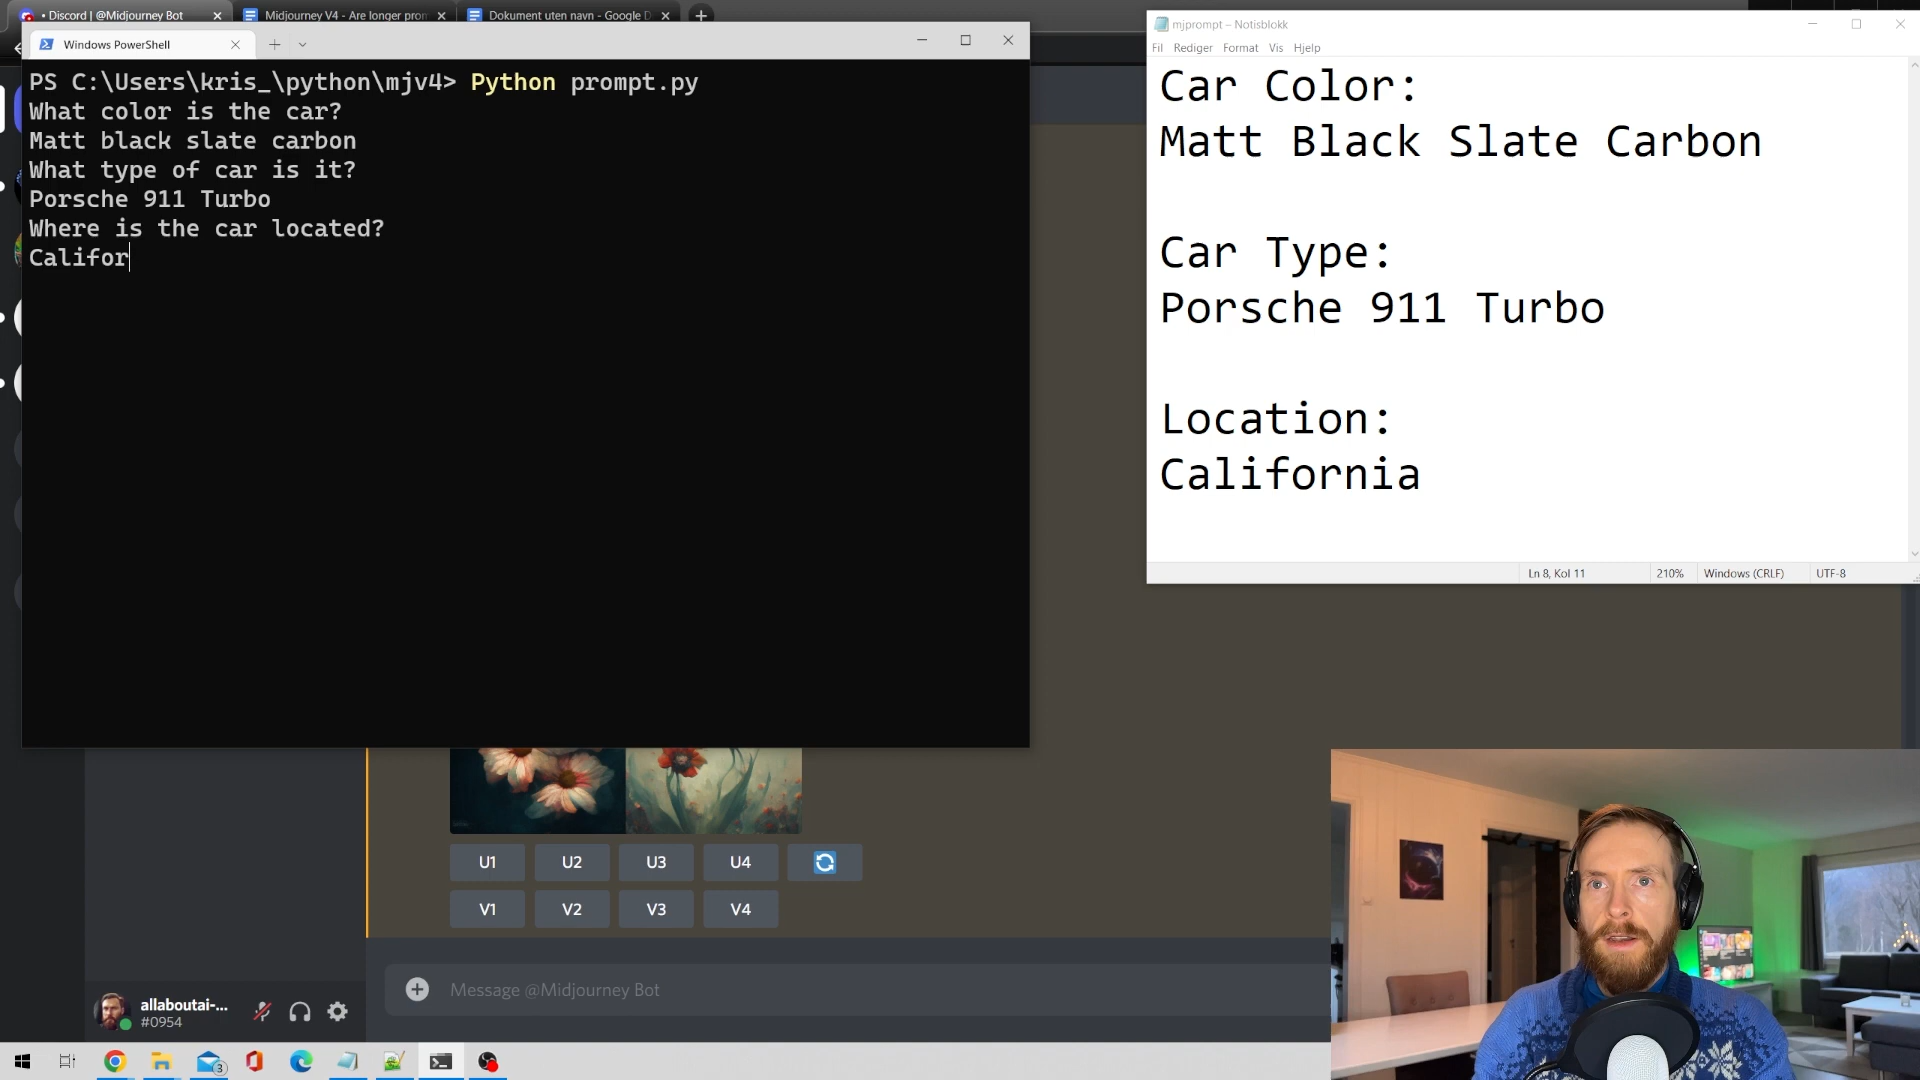 • Discord | @Midjourney Bot
Midjourney V4 - Are longer pron
Dokument uten navn - Google D
Windows PowerShell
PS C:\Users\kris_\python\mjv4> Python prompt.py
What color is the car?
Matt black slate carbon
What type of car is it?
Porsche 911 Turbo
Where is the car located?
Califor
mjprompt – Notisblokk
Fil Rediger Format Vis Hjelp
Car Color:
Matt Black Slate Carbon
Car Type:
Porsche 911 Turbo
Location:
California
Ln 8, Kol 11
210%
Windows (CRLF)
UTF-8
U1 U2 U3 U4
V1 V2 V3 V4
Message @Midjourney Bot
allaboutai-...
#0954
3